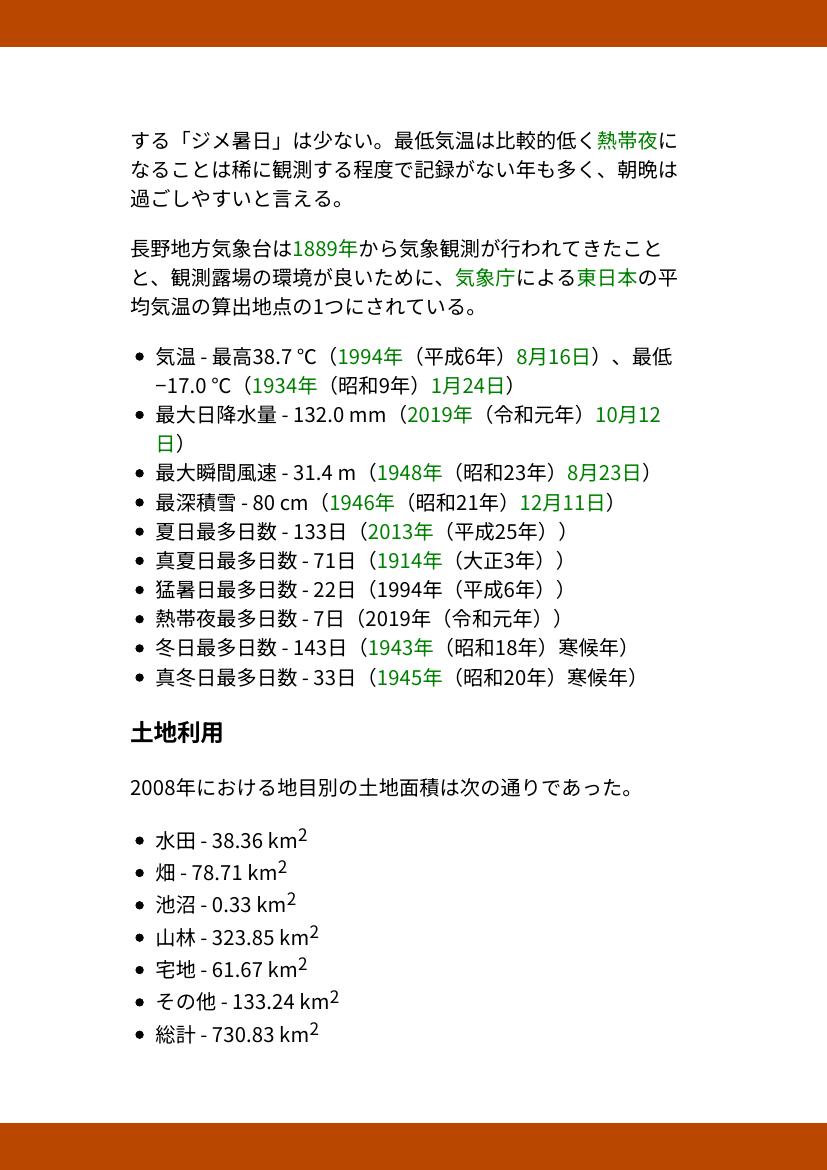 する「ジメ暑日」は少ない。最低気温は比較的低く熱帯夜に
なることは稀に観測する程度で記録がない年も多く、朝晩は
過ごしやすいと言える。
長野地方気象台は1889年から気象観測が行われてきたこと
と、観測露場の環境が良いために、気象庁による東日本の平
均気温の算出地点の1つにされている。
• 気温 - 最高38.7 ℃（1994年（平成6年）8月16日）、最低
−17.0 ℃（1934年（昭和9年）1月24日）
• 最大日降水量 - 132.0 mm（2019年（令和元年）10月12
日）
• 最大瞬間風速 - 31.4 m（1948年（昭和23年）8月23日）
• 最深積雪 - 80 cm（1946年（昭和21年）12月11日）
• 夏日最多日数 - 133日（2013年（平成25年））
• 真夏日最多日数 - 71日（1914年（大正3年））
• 猛暑日最多日数 - 22日（1994年（平成6年））
• 熱帯夜最多日数 - 7日（2019年（令和元年））
• 冬日最多日数 - 143日（1943年（昭和18年）寒候年）
• 真冬日最多日数 - 33日（1945年（昭和20年）寒候年）
土地利用
2008年における地目別の土地面積は次の通りであった。
• 水田 - 38.36 km²
• 畑 - 78.71 km²
• 池沼 - 0.33 km²
• 山林 - 323.85 km²
• 宅地 - 61.67 km²
• その他 - 133.24 km²
• 総計 - 730.83 km²